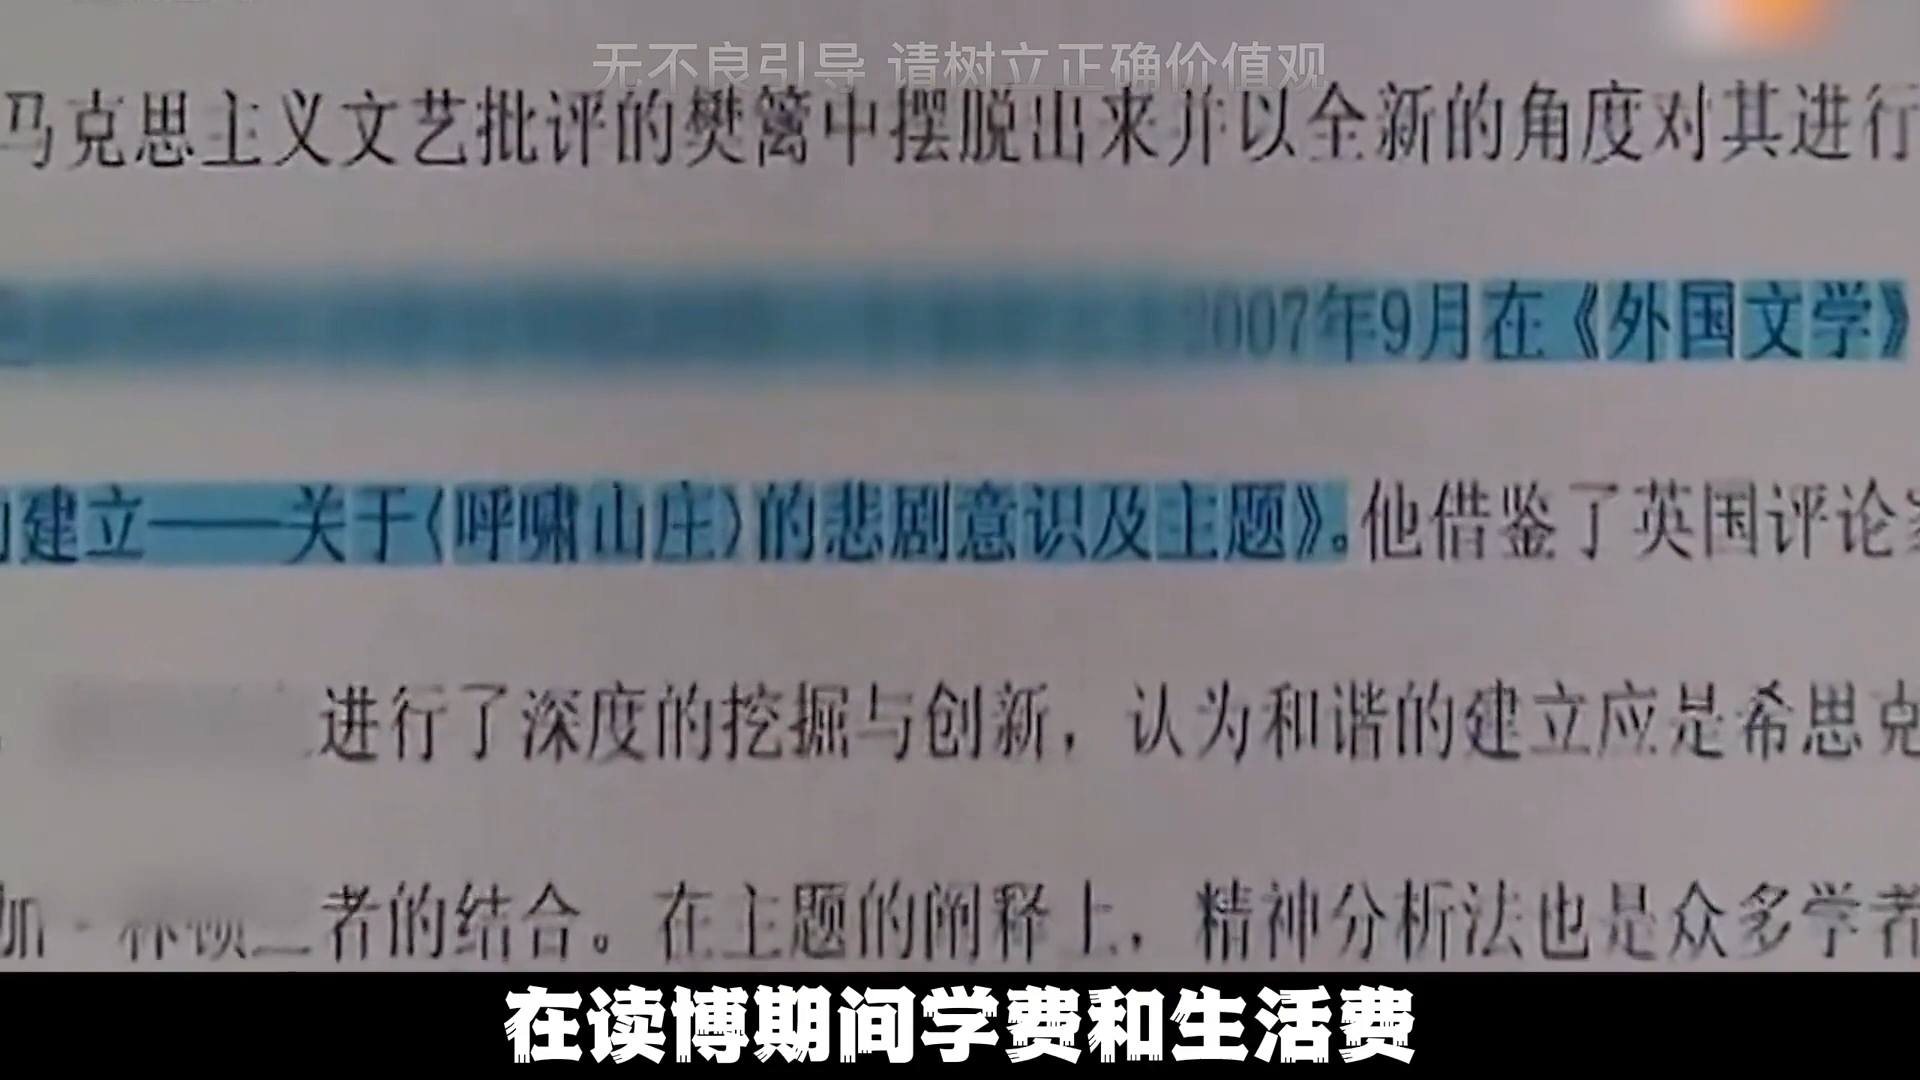 无不良引导 请树立正确价值观
马克思主义文艺批评的樊篱中摆脱出来并以全新的角度对其进行
2007年9月在《外国文学》
建立——关于〈呼啸山庄〉的悲剧意识及主题》。他借鉴了英国评论
进行了深度的挖掘与创新，认为和谐的建立应是希思克
者的结合。在主题的阐释上，精神分析法也是众多学者
在读博期间学费和生活费